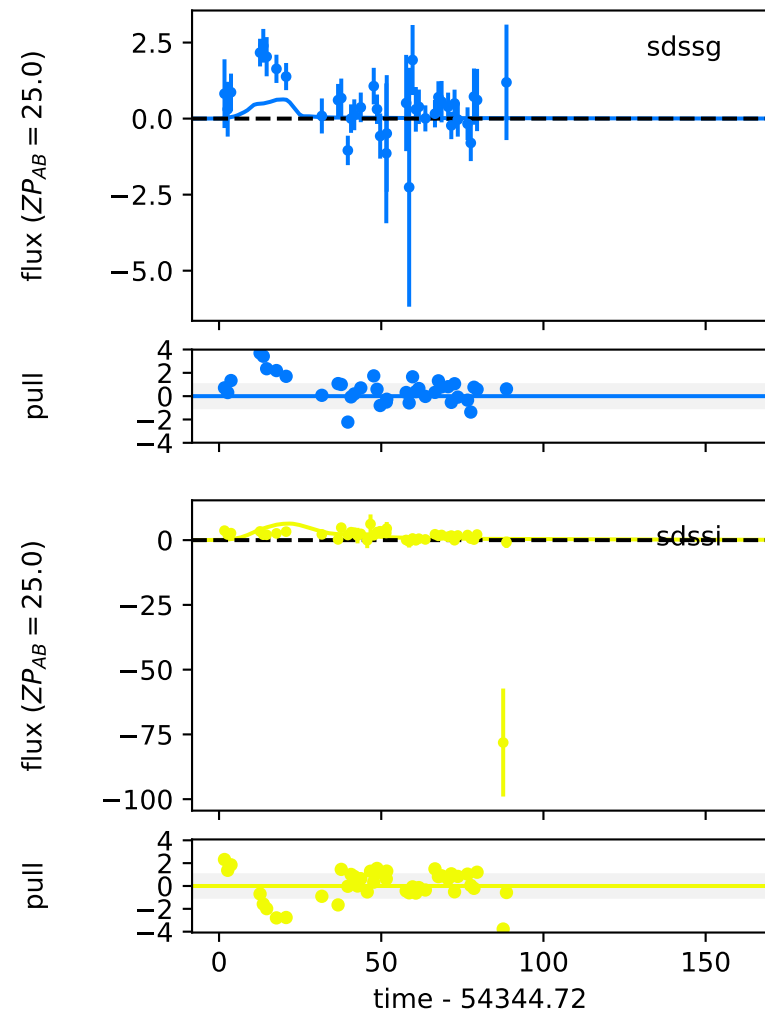 2.5
0.0
−2.5
−5.0
flux (ZP_AB = 25.0)
sdssg
4
2
0
−2
−4
pull
0
−25
−50
−75
−100
flux (ZP_AB = 25.0)
sdssi
4
2
0
−2
−4
pull
0 50 100 150
time - 54344.72